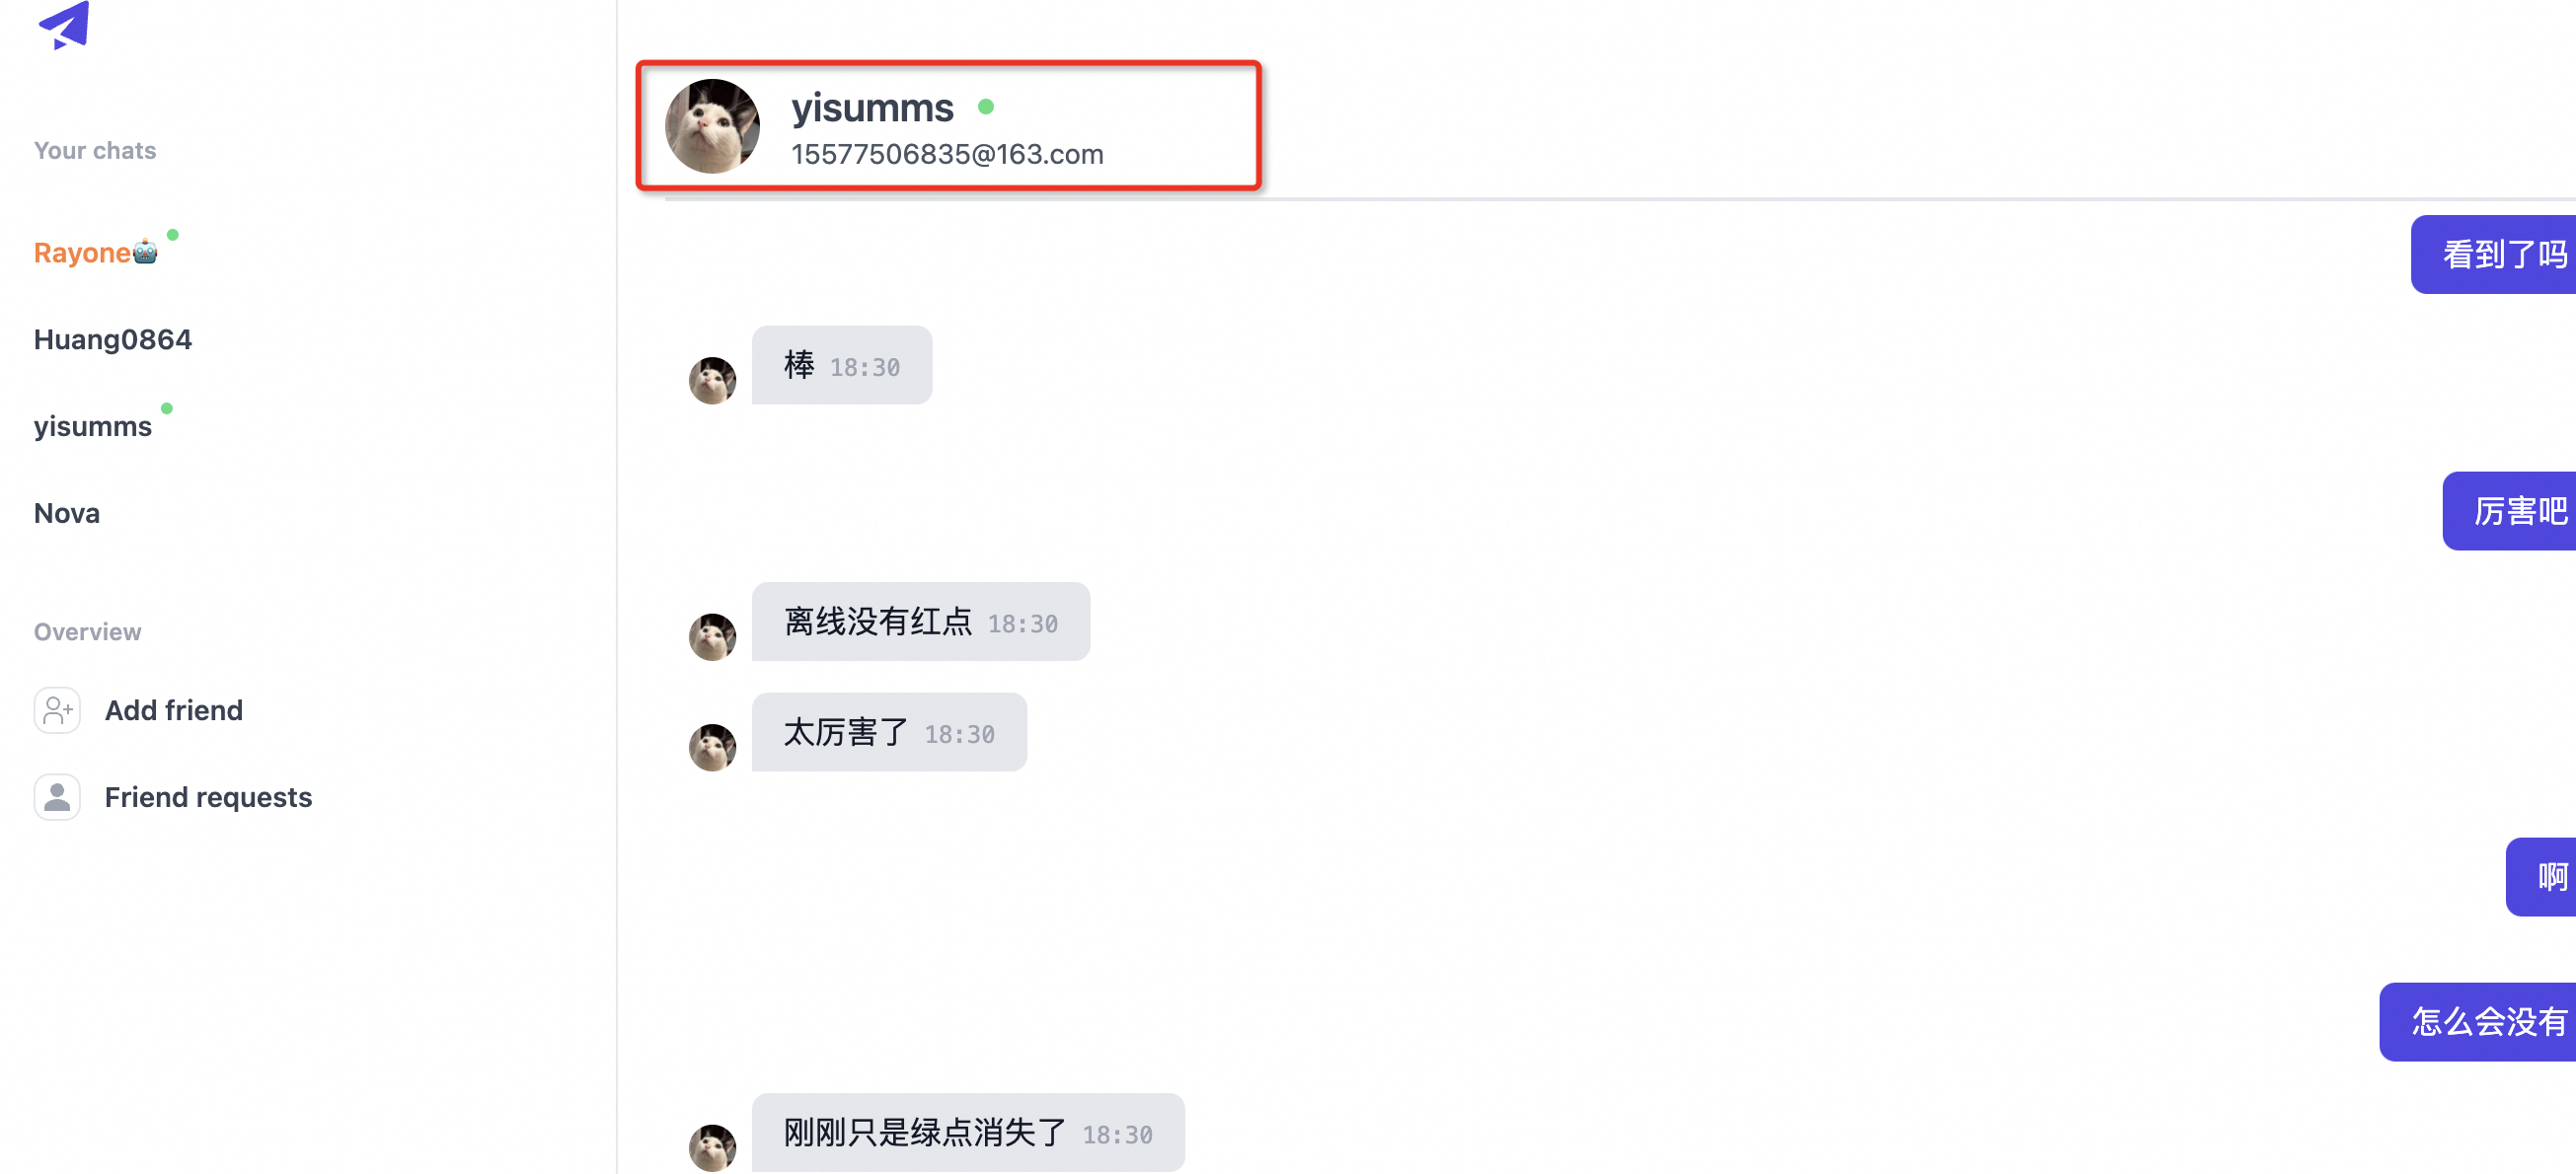 Your chats
Rayone🤖
Huang0864
yisumms
Nova
Overview
Add friend
Friend requests
yisumms
15577506835@163.com
看到了吗
棒 18:30
厉害吧
离线没有红点 18:30
太厉害了 18:30
啊
怎么会没有
刚刚只是绿点消失了 18:30